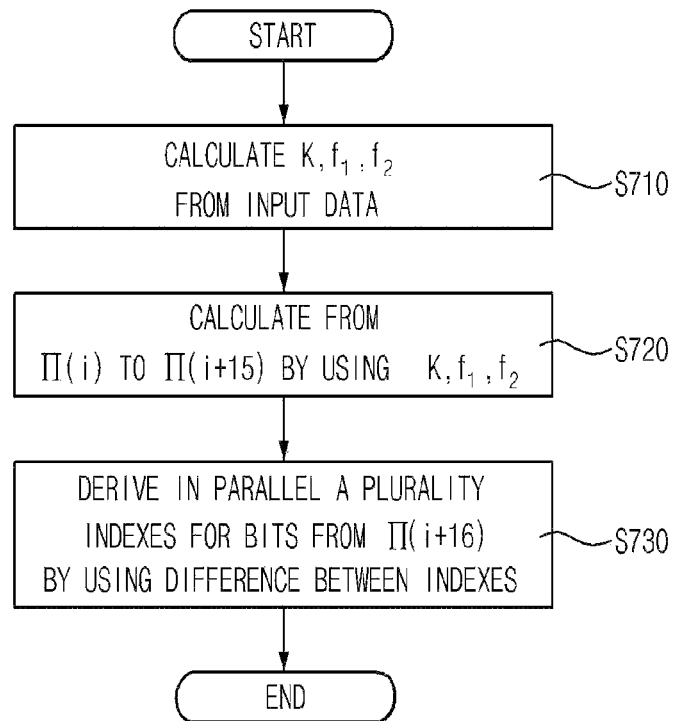 START
CALCULATE K, f₁, f₂
FROM INPUT DATA
S710
CALCULATE FROM
Π(i) TO Π(i+15) BY USING K, f₁, f₂
S720
DERIVE IN PARALLEL A PLURALITY
INDEXES FOR BITS FROM Π(i+16)
BY USING DIFFERENCE BETWEEN INDEXES
S730
END